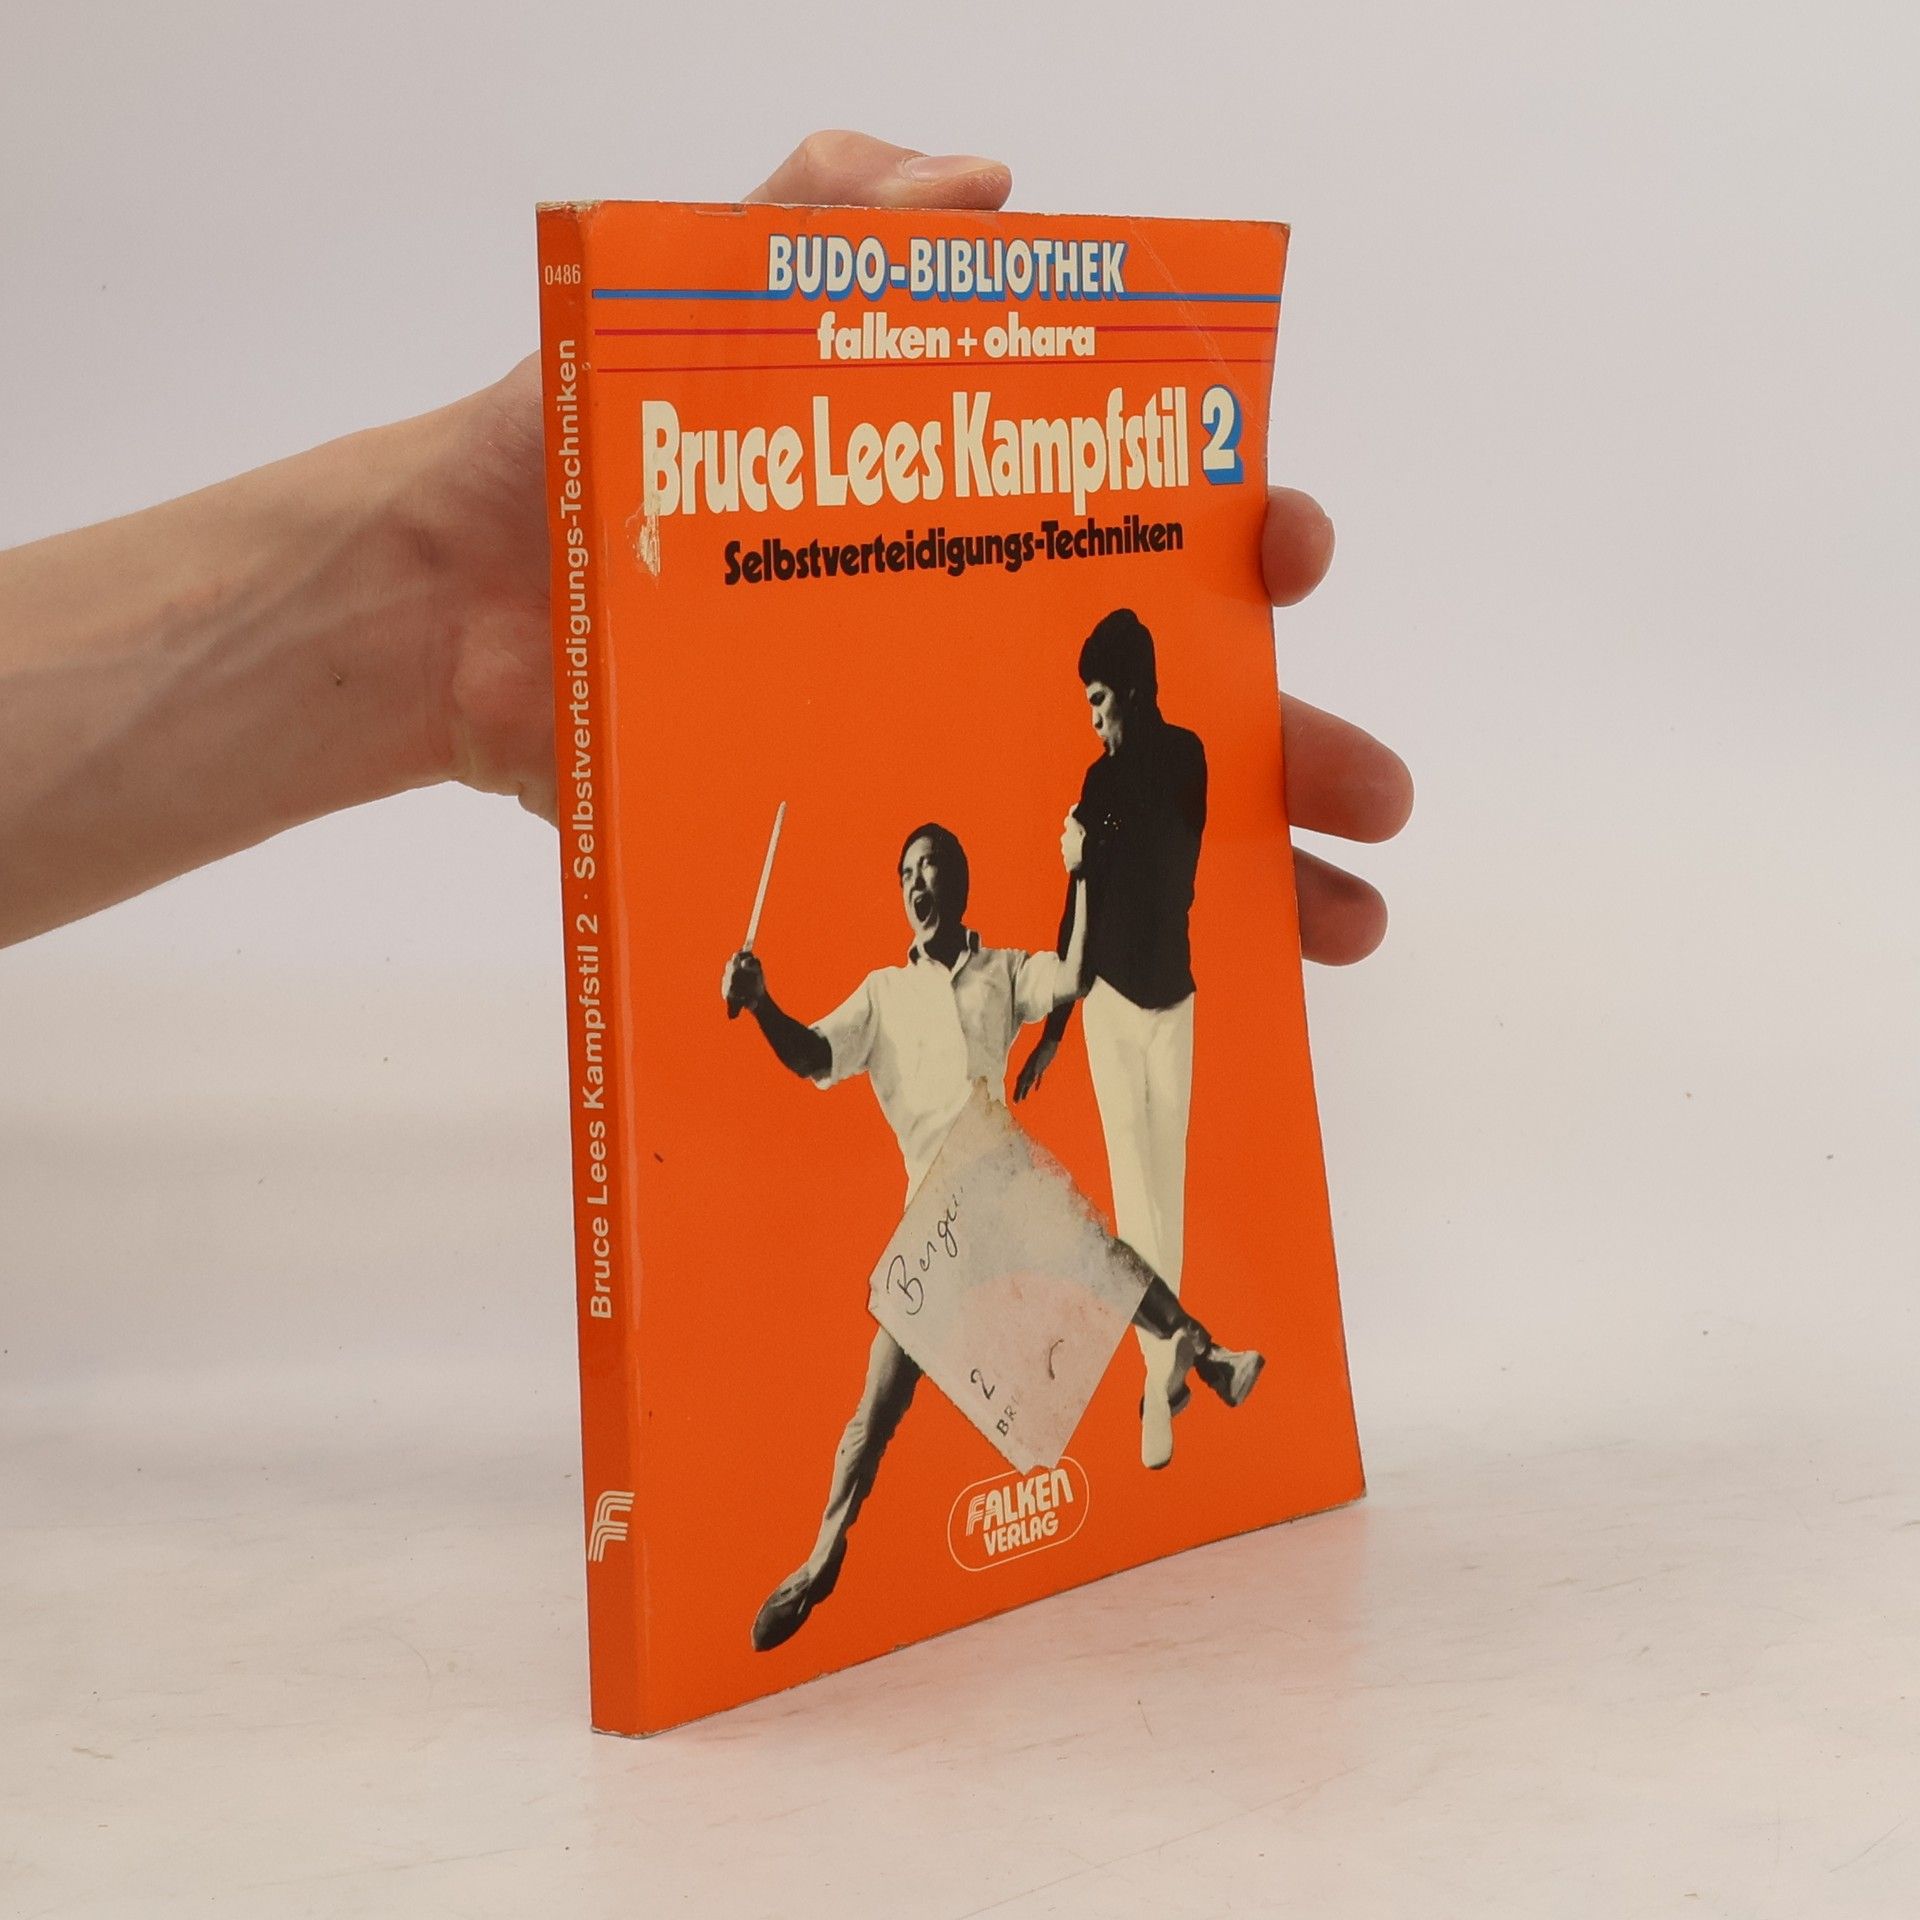 BUDO-BIBLIOTHEK
falken + ohara
Bruce Lees Kampfstil 2
Selbstverteidigungs-Techniken
2
FALKEN
VERLAG
0486
Bruce Lees Kampfstil 2 · Selbstverteidigungs-Techniken